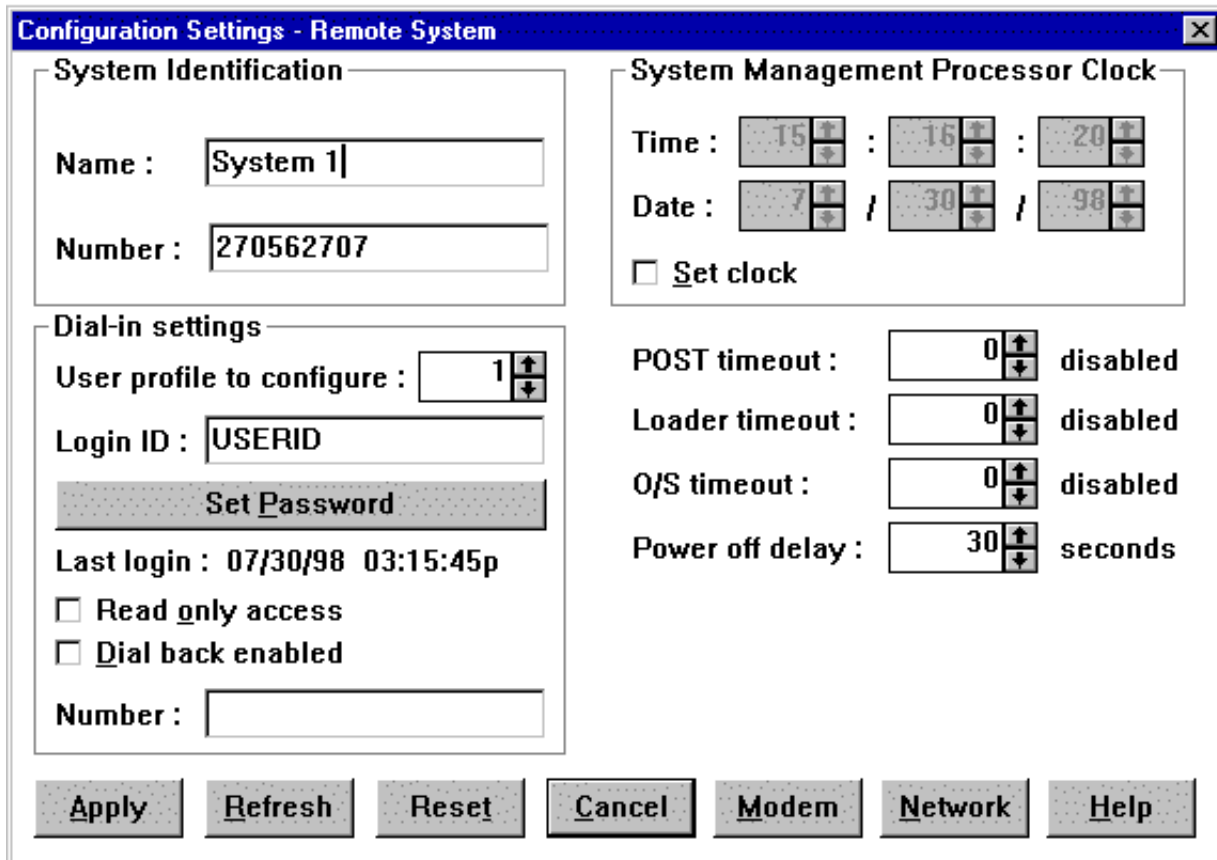 Configuration Settings - Remote System
System Identification
Name : System 1
Number : 270562707
Dial-in settings
User profile to configure : 1
Login ID : USERID
Set Password
Last login : 07/30/98 03:15:45p
Read only access
Dial back enabled
Number :
System Management Processor Clock
Time : 15 : 16 : 20
Date : 7 / 30 / 98
Set clock
POST timeout : 0 disabled
Loader timeout : 0 disabled
O/S timeout : 0 disabled
Power off delay : 30 seconds
Apply Refresh Reset Cancel Modem Network Help